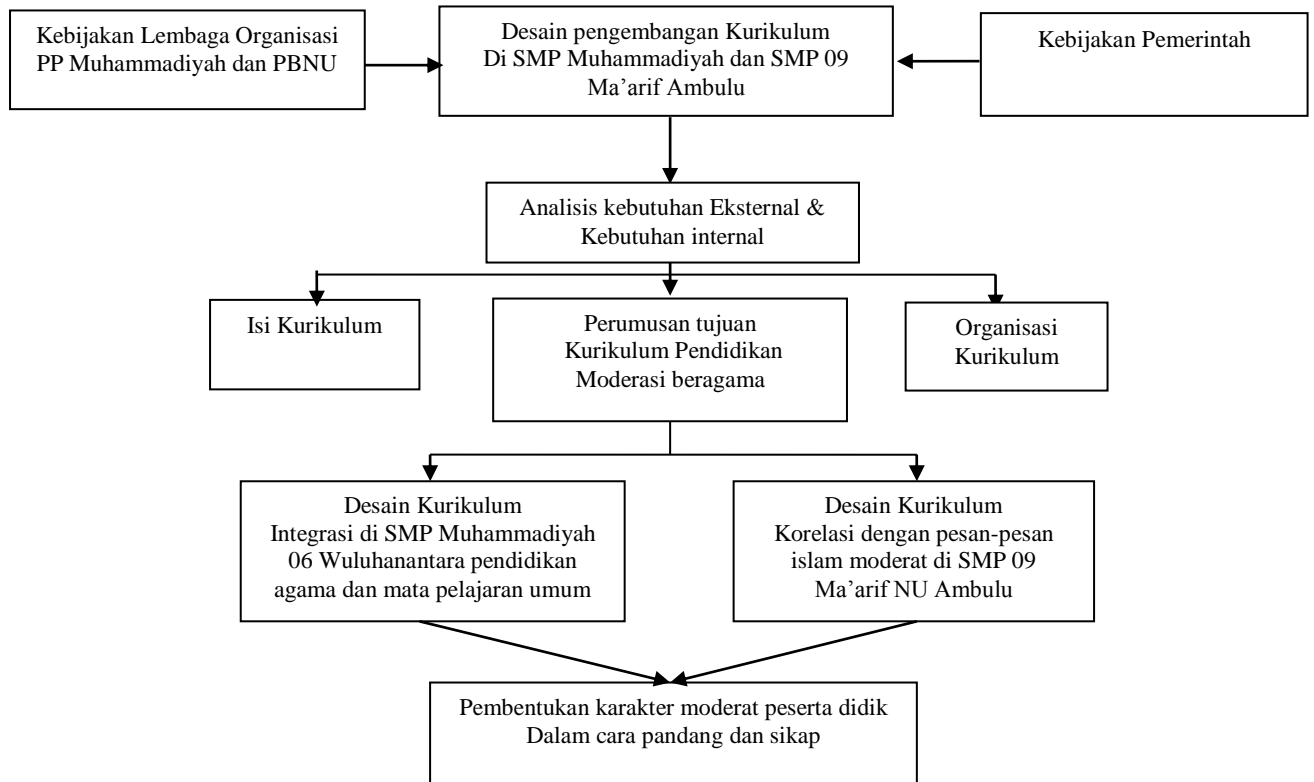 Kebijakan Lembaga Organisasi
PP Muhammadiyah dan PBNU
Desain pengembangan Kurikulum
Di SMP Muhammadiyah dan SMP 09
Ma’arif Ambulu
Kebijakan Pemerintah
Analisis kebutuhan Eksternal &
Kebutuhan internal
Isi Kurikulum
Perumusan tujuan
Kurikulum Pendidikan
Moderasi beragama
Organisasi
Kurikulum
Desain Kurikulum
Integrasi di SMP Muhammadiyah
06 Wuluhanantara pendidikan
agama dan mata pelajaran umum
Desain Kurikulum
Korelasi dengan pesan-pesan
islam moderat di SMP 09
Ma’arif NU Ambulu
Pembentukan karakter moderat peserta didik
Dalam cara pandang dan sikap